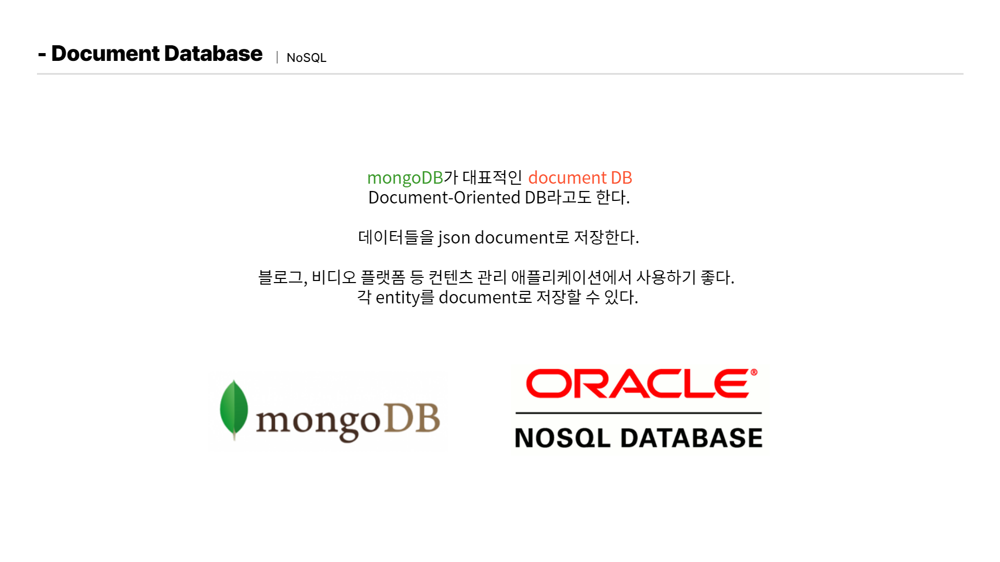 - Document Database | NoSQL
mongoDB가 대표적인 document DB
Document-Oriented DB라고도 한다.
데이터들을 json document로 저장한다.
블로그, 비디오 플랫폼 등 컨텐츠 관리 애플리케이션에서 사용하기 좋다.
각 entity를 document로 저장할 수 있다.
mongoDB
ORACLE®
NOSQL DATABASE